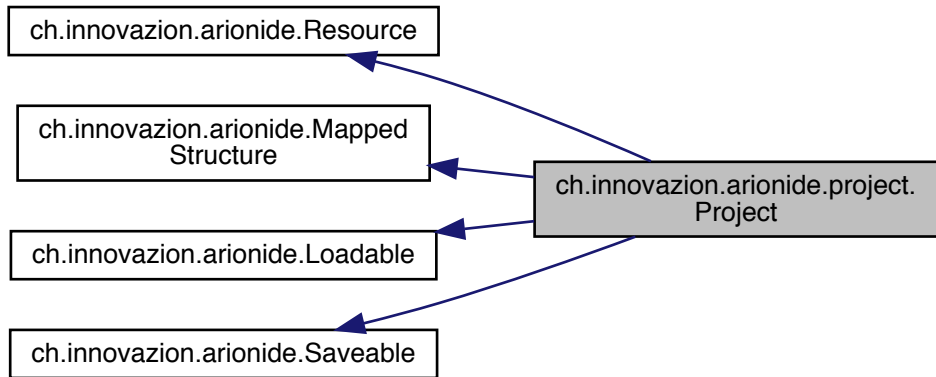 ch.innovazion.arionide.Resource
ch.innovazion.arionide.Mapped
Structure
ch.innovazion.arionide.project.
Project
ch.innovazion.arionide.Loadable
ch.innovazion.arionide.Saveable